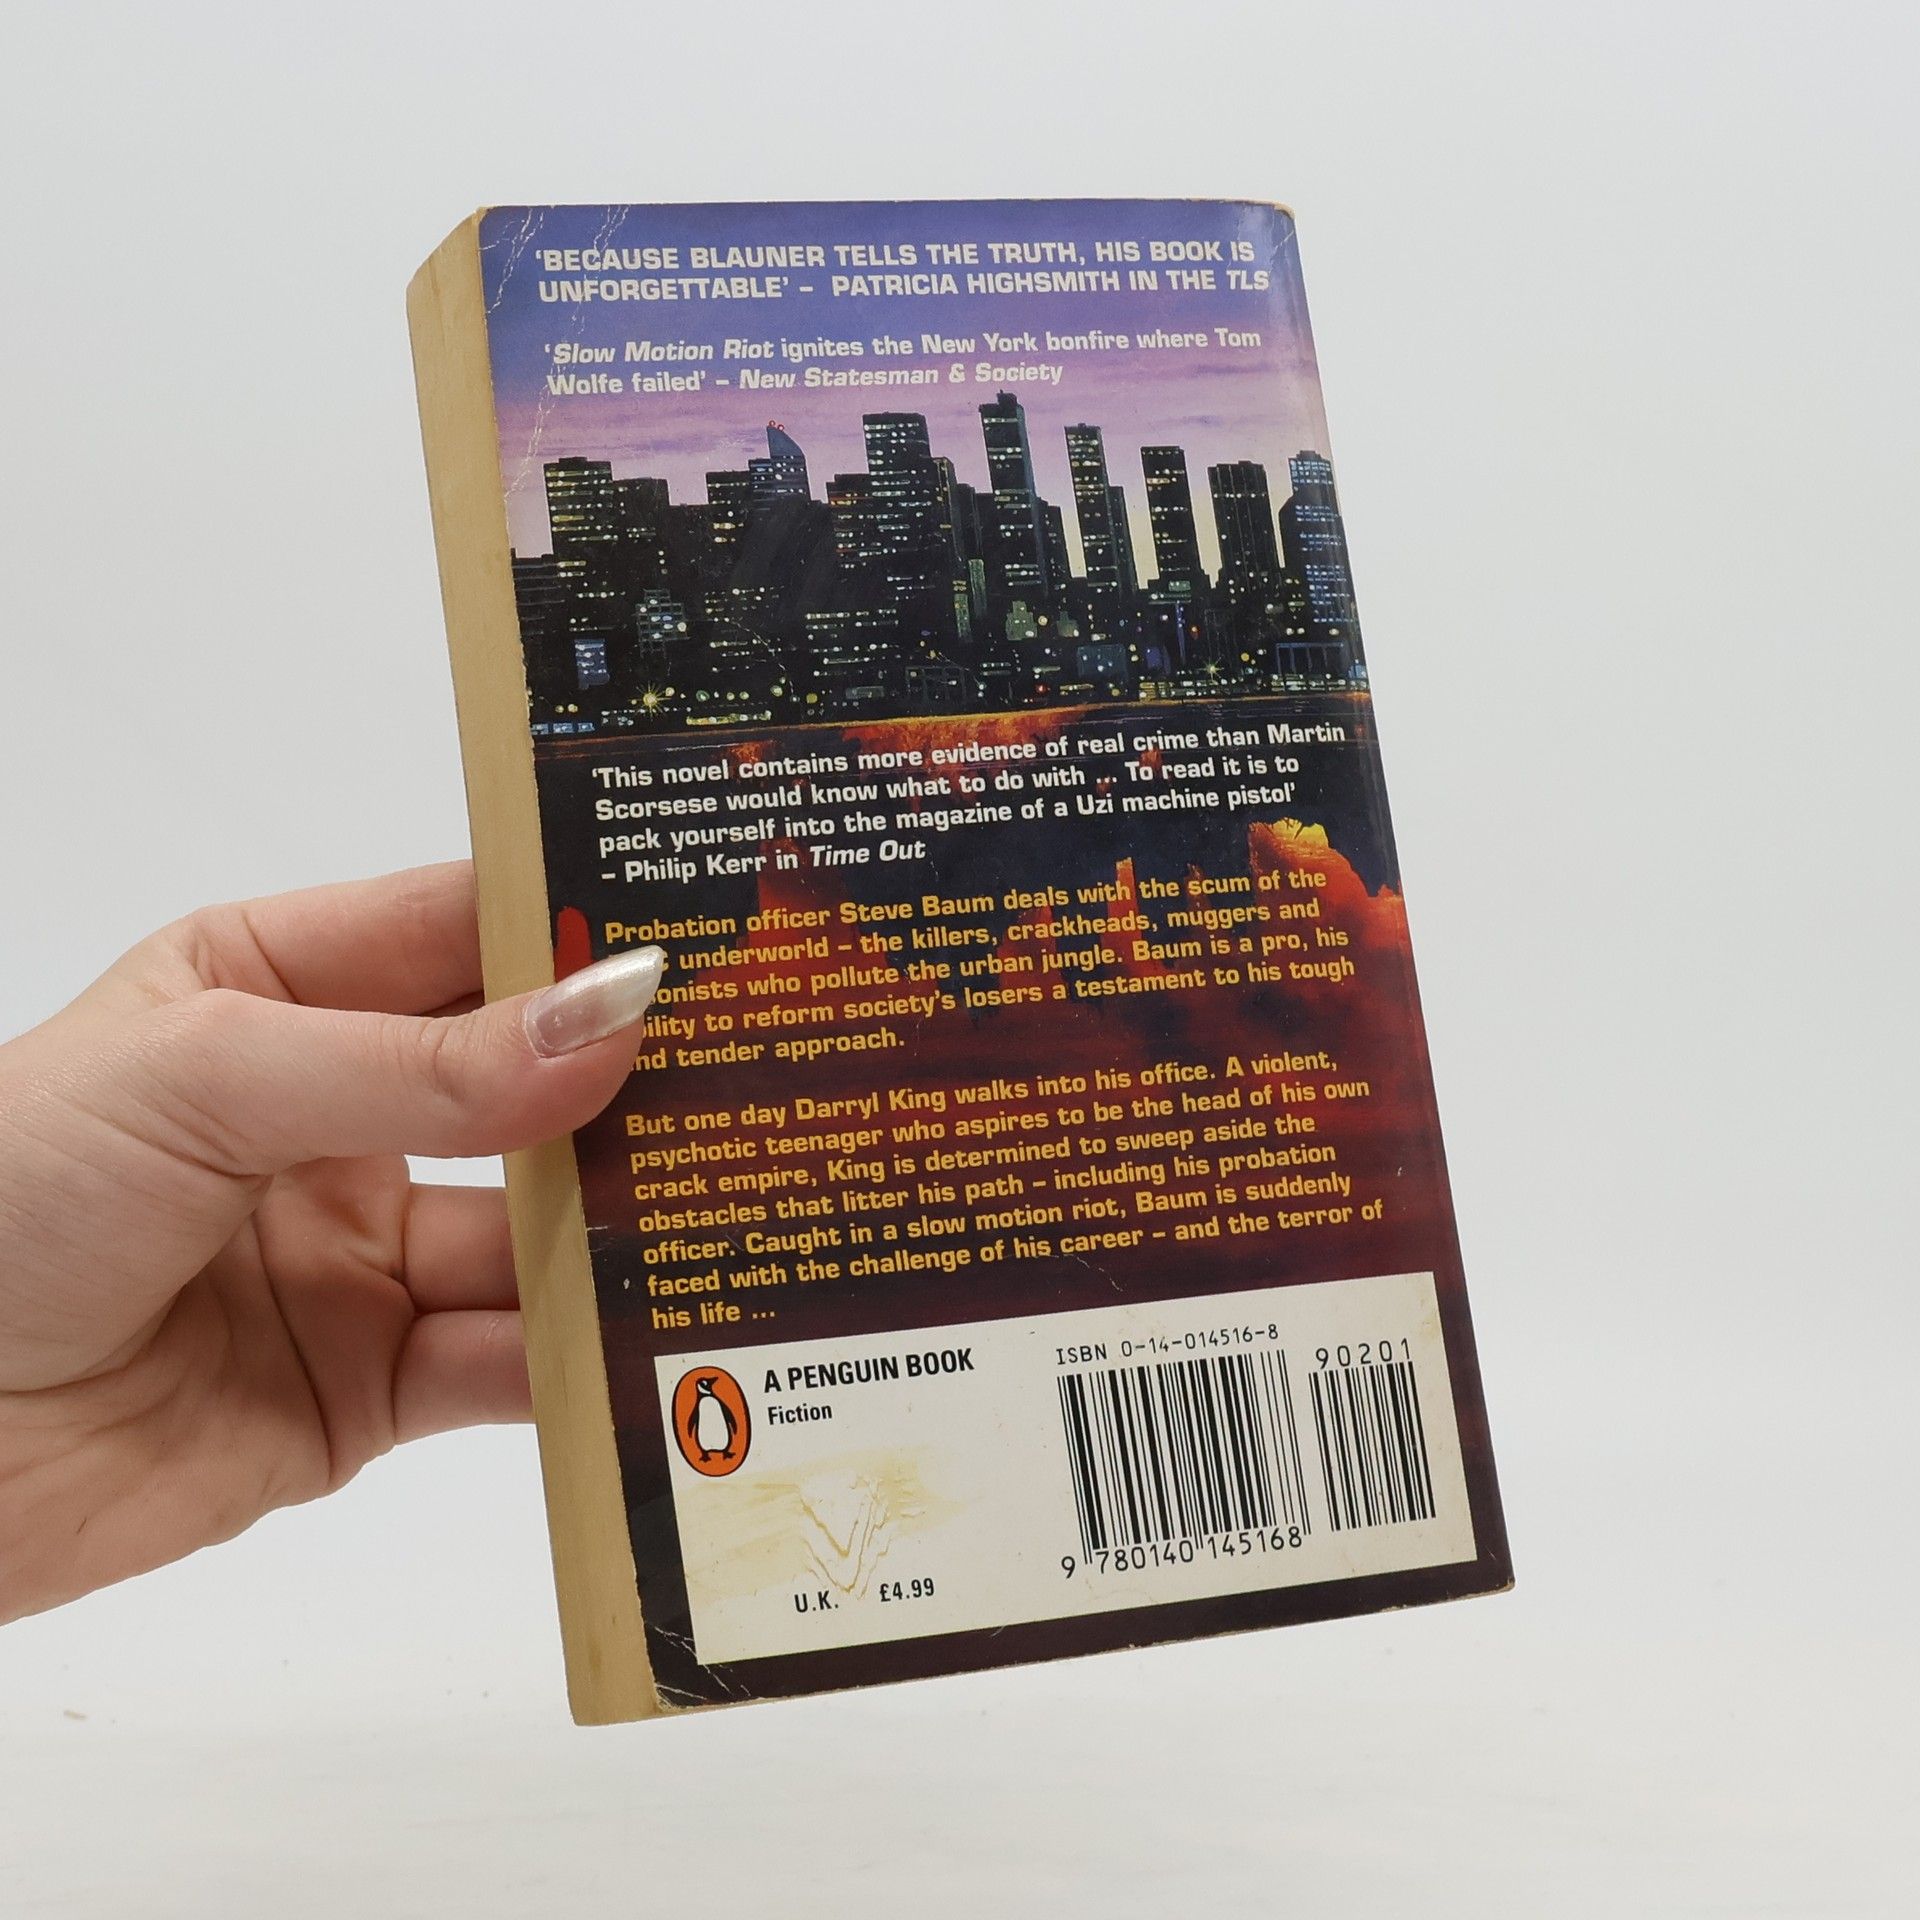 ‘BECAUSE BLAUNER TELLS THE TRUTH, HIS BOOK IS
UNFORGETTABLE’ – PATRICIA HIGHSMITH IN THE TLS
‘Slow Motion Riot ignites the New York bonfire where Tom
Wolfe failed’ – New Statesman & Society
‘This novel contains more evidence of real crime than Martin
Scorsese would know what to do with ... To read it is to
pack yourself into the magazine of a Uzi machine pistol’
– Philip Kerr in Time Out
Probation officer Steve Baum deals with the scum of the
underworld – the killers, crackheads, muggers and
who pollute the urban jungle. Baum is a pro, his
to reform society’s losers a testament to his tough
tender approach.
But one day Darryl King walks into his office. A violent,
psychotic teenager who aspires to be the head of his own
crack empire, King is determined to sweep aside the
obstacles that litter his path – including his probation
officer. Caught in a slow motion riot, Baum is suddenly
faced with the challenge of his career – and the terror of
his life ...
A PENGUIN BOOK
Fiction
U.K. £4.99
ISBN 0-14-014516-8
90201
9 780140 145168